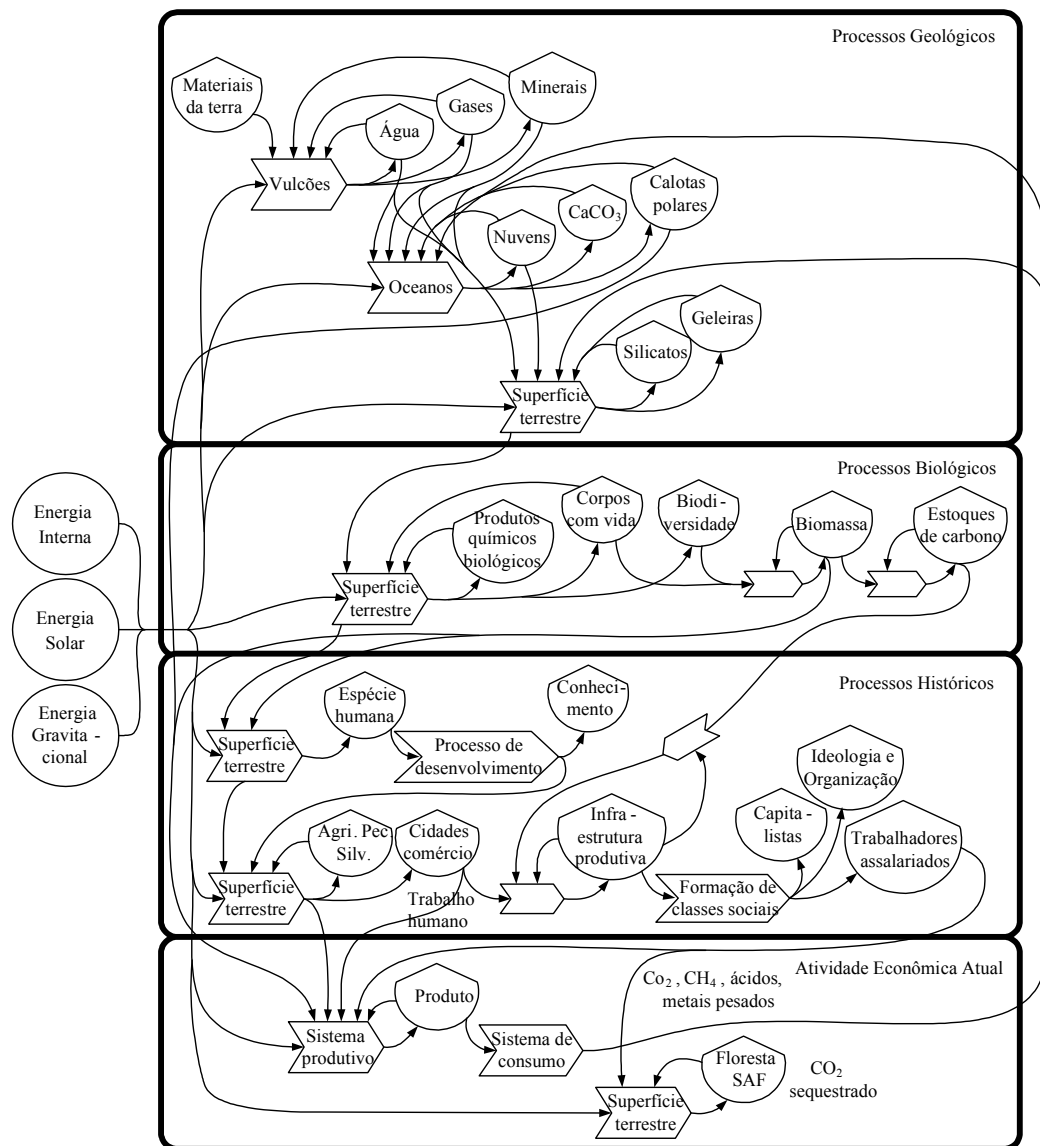 Processos Geológicos
Materiais
da terra
Minerais
Gases
Água
Vulcões
Calotas
polares
CaCO3
Nuvens
Oceanos
Geleiras
Silicatos
Superfície
terrestre
Processos Biológicos
Energia
Interna
Energia
Solar
Energia
Gravita -
cional
Produtos
químicos
biológicos
Corpos
com vida
Biodi -
versidade
Biomassa
Estoques
de carbono
Superfície
terrestre
Processos Históricos
Espécie
humana
Conheci-
mento
Superfície
terrestre
Processo de
desenvolvimento
Ideologia e
Organização
Agri. Pec.
Silv.
Cidades
comércio
Infra -
estrutura
produtiva
Capita -
listas
Trabalhadores
assalariados
Superfície
terrestre
Trabalho
humano
Formação de
classes sociais
Atividade Econômica Atual
Co2 , CH4 , ácidos,
metais pesados
Produto
Sistema
produtivo
Sistema de
consumo
Floresta
SAF
CO2
sequestrado
Superfície
terrestre